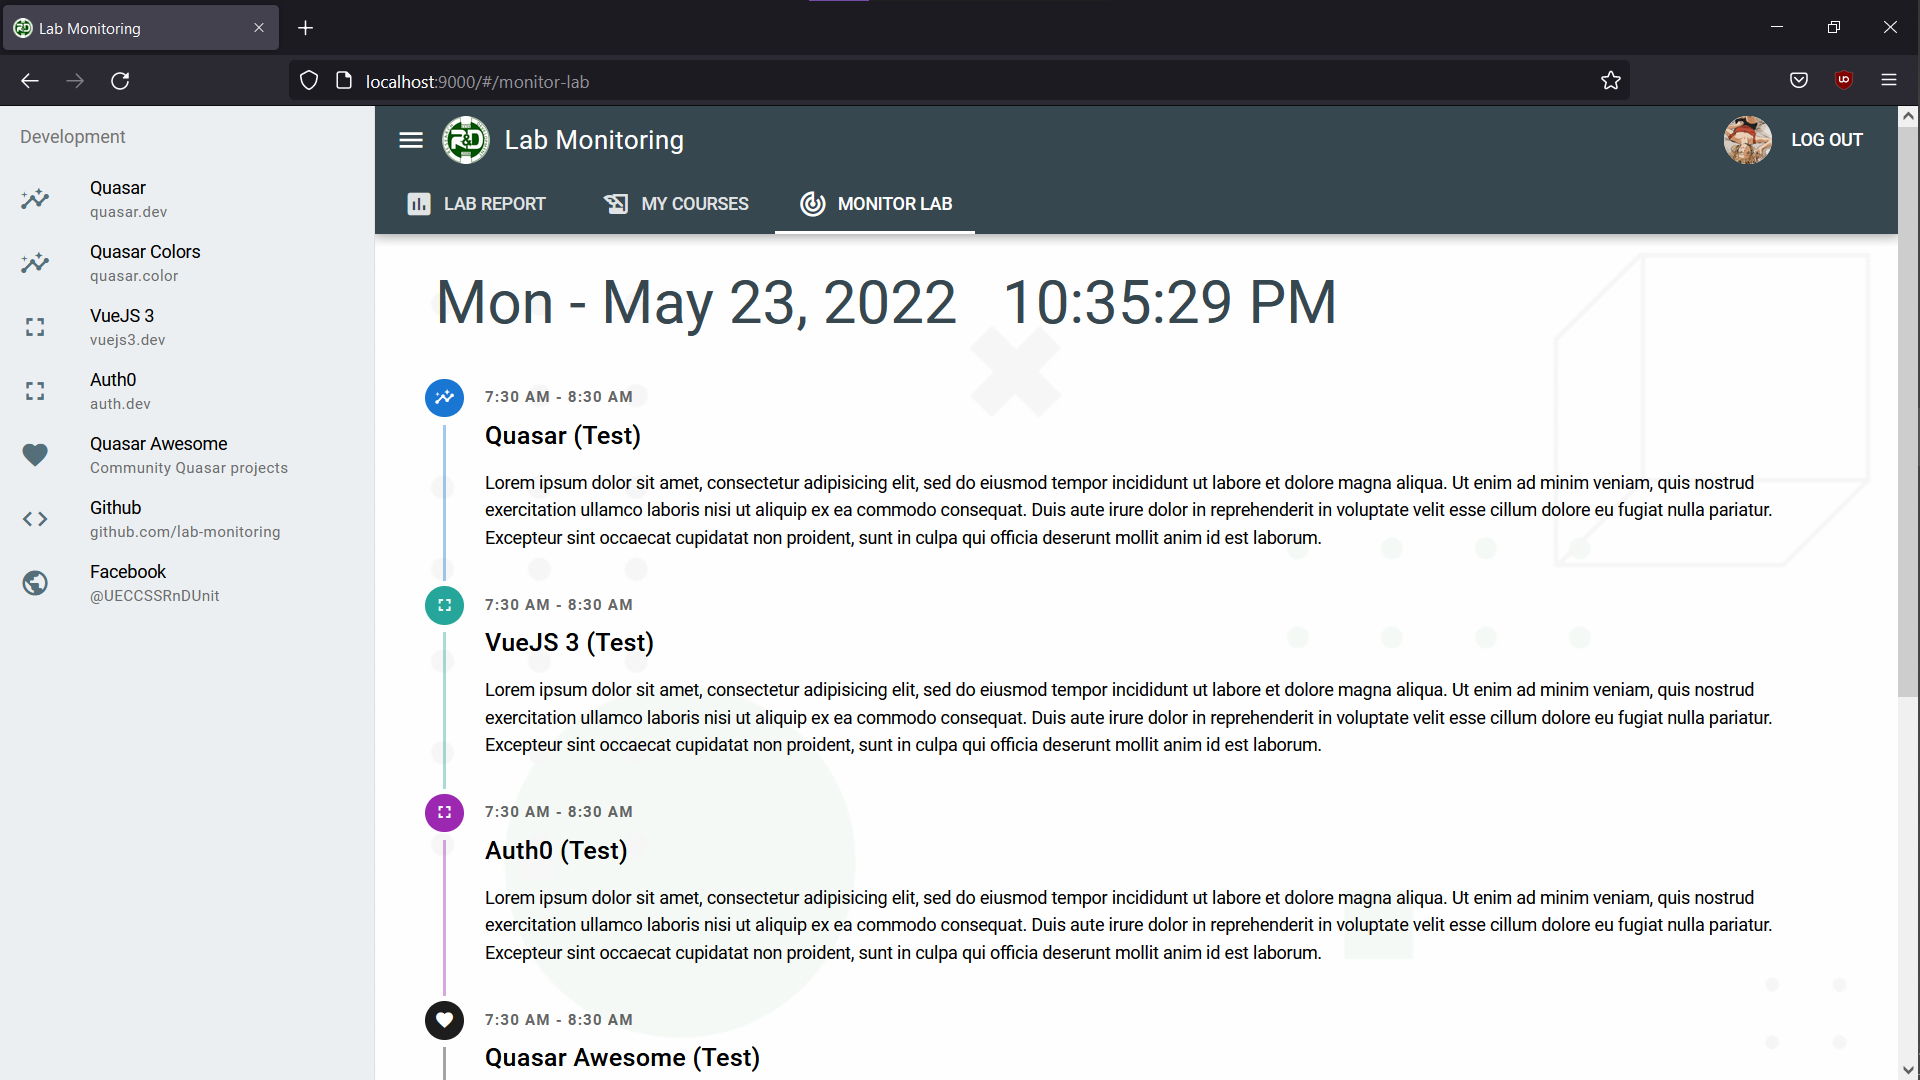 Lab Monitoring
localhost:9000/#/monitor-lab
Development
Quasar
quasar.dev
Quasar Colors
quasar.color
VueJS 3
vuejs3.dev
Auth0
auth.dev
Quasar Awesome
Community Quasar projects
Github
github.com/lab-monitoring
Facebook
@UECCSSRnDUnit
R&D
Lab Monitoring
LOG OUT
LAB REPORT
MY COURSES
MONITOR LAB
Mon - May 23, 2022 10:35:29 PM
7:30 AM - 8:30 AM
Quasar (Test)
Lorem ipsum dolor sit amet, consectetur adipisicing elit, sed do eiusmod tempor incididunt ut labore et dolore magna aliqua. Ut enim ad minim veniam, quis nostrud
exercitation ullamco laboris nisi ut aliquip ex ea commodo consequat. Duis aute irure dolor in reprehenderit in voluptate velit esse cillum dolore eu fugiat nulla pariatur.
Excepteur sint occaecat cupidatat non proident, sunt in culpa qui officia deserunt mollit anim id est laborum.
7:30 AM - 8:30 AM
VueJS 3 (Test)
Lorem ipsum dolor sit amet, consectetur adipisicing elit, sed do eiusmod tempor incididunt ut labore et dolore magna aliqua. Ut enim ad minim veniam, quis nostrud
exercitation ullamco laboris nisi ut aliquip ex ea commodo consequat. Duis aute irure dolor in reprehenderit in voluptate velit esse cillum dolore eu fugiat nulla pariatur.
Excepteur sint occaecat cupidatat non proident, sunt in culpa qui officia deserunt mollit anim id est laborum.
7:30 AM - 8:30 AM
Auth0 (Test)
Lorem ipsum dolor sit amet, consectetur adipisicing elit, sed do eiusmod tempor incididunt ut labore et dolore magna aliqua. Ut enim ad minim veniam, quis nostrud
exercitation ullamco laboris nisi ut aliquip ex ea commodo consequat. Duis aute irure dolor in reprehenderit in voluptate velit esse cillum dolore eu fugiat nulla pariatur.
Excepteur sint occaecat cupidatat non proident, sunt in culpa qui officia deserunt mollit anim id est laborum.
7:30 AM - 8:30 AM
Quasar Awesome (Test)